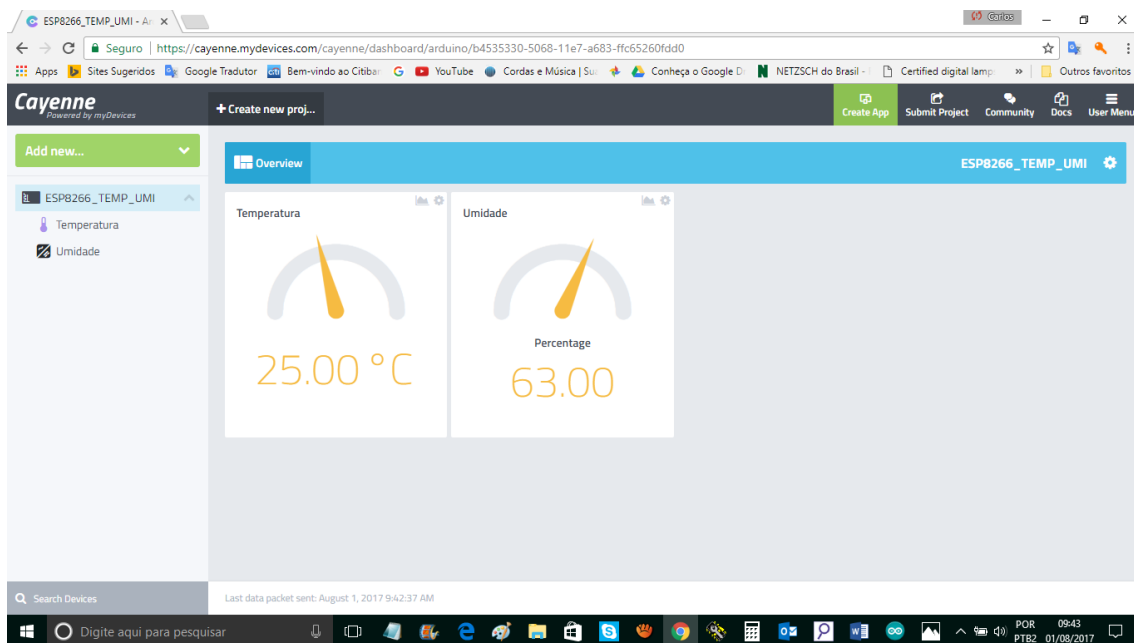 ESP8266_TEMP_UMI - Ar
Carlos
Seguro | https://cayenne.mydevices.com/cayenne/dashboard/arduino/b4535330-5068-11e7-a683-ffc65260fdd0
Apps Sites Sugeridos Google Tradutor citi Bem-vindo ao Citiban G YouTube Cordas e Música | Su Conheça o Google D N NETZSCH do Brasil - Certified digital lamp » Outros favoritos
Cayenne
Powered by myDevices
+ Create new proj...
Create App
Submit Project
Community
Docs
User Menu
Add new...
Overview
ESP8266_TEMP_UMI
ESP8266_TEMP_UMI
Temperatura
Umidade
Temperatura
25.00 °C
Umidade
Percentage
63.00
Search Devices
Last data packet sent: August 1, 2017 9:42:37 AM
Digite aqui para pesquisar
POR
PTB2
09:43
01/08/2017